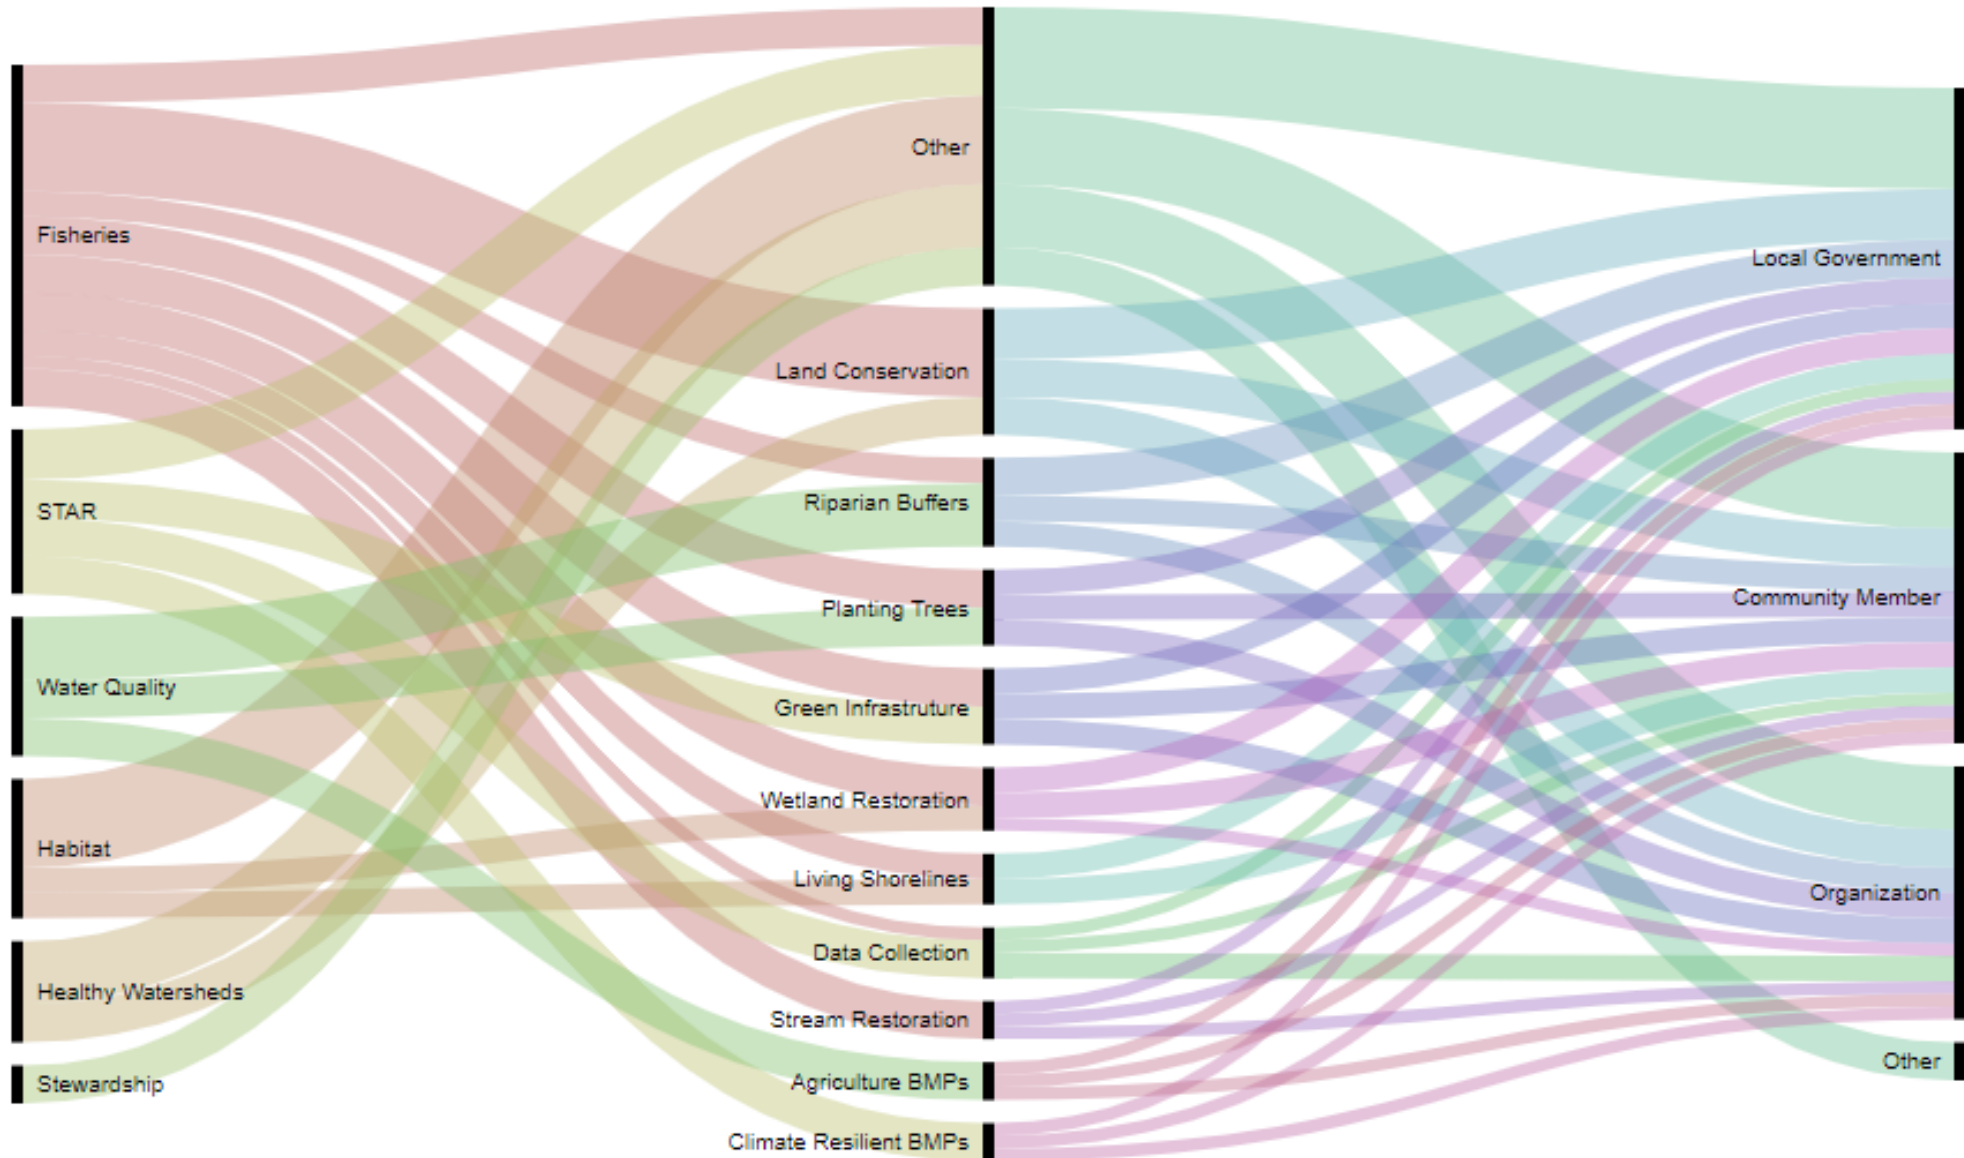 Fisheries
STAR
Water Quality
Habitat
Healthy Watersheds
Stewardship
Other
Land Conservation
Riparian Buffers
Planting Trees
Green Infrastruture
Wetland Restoration
Living Shorelines
Data Collection
Stream Restoration
Agriculture BMPs
Climate Resilient BMPs
Local Government
Community Member
Organization
Other